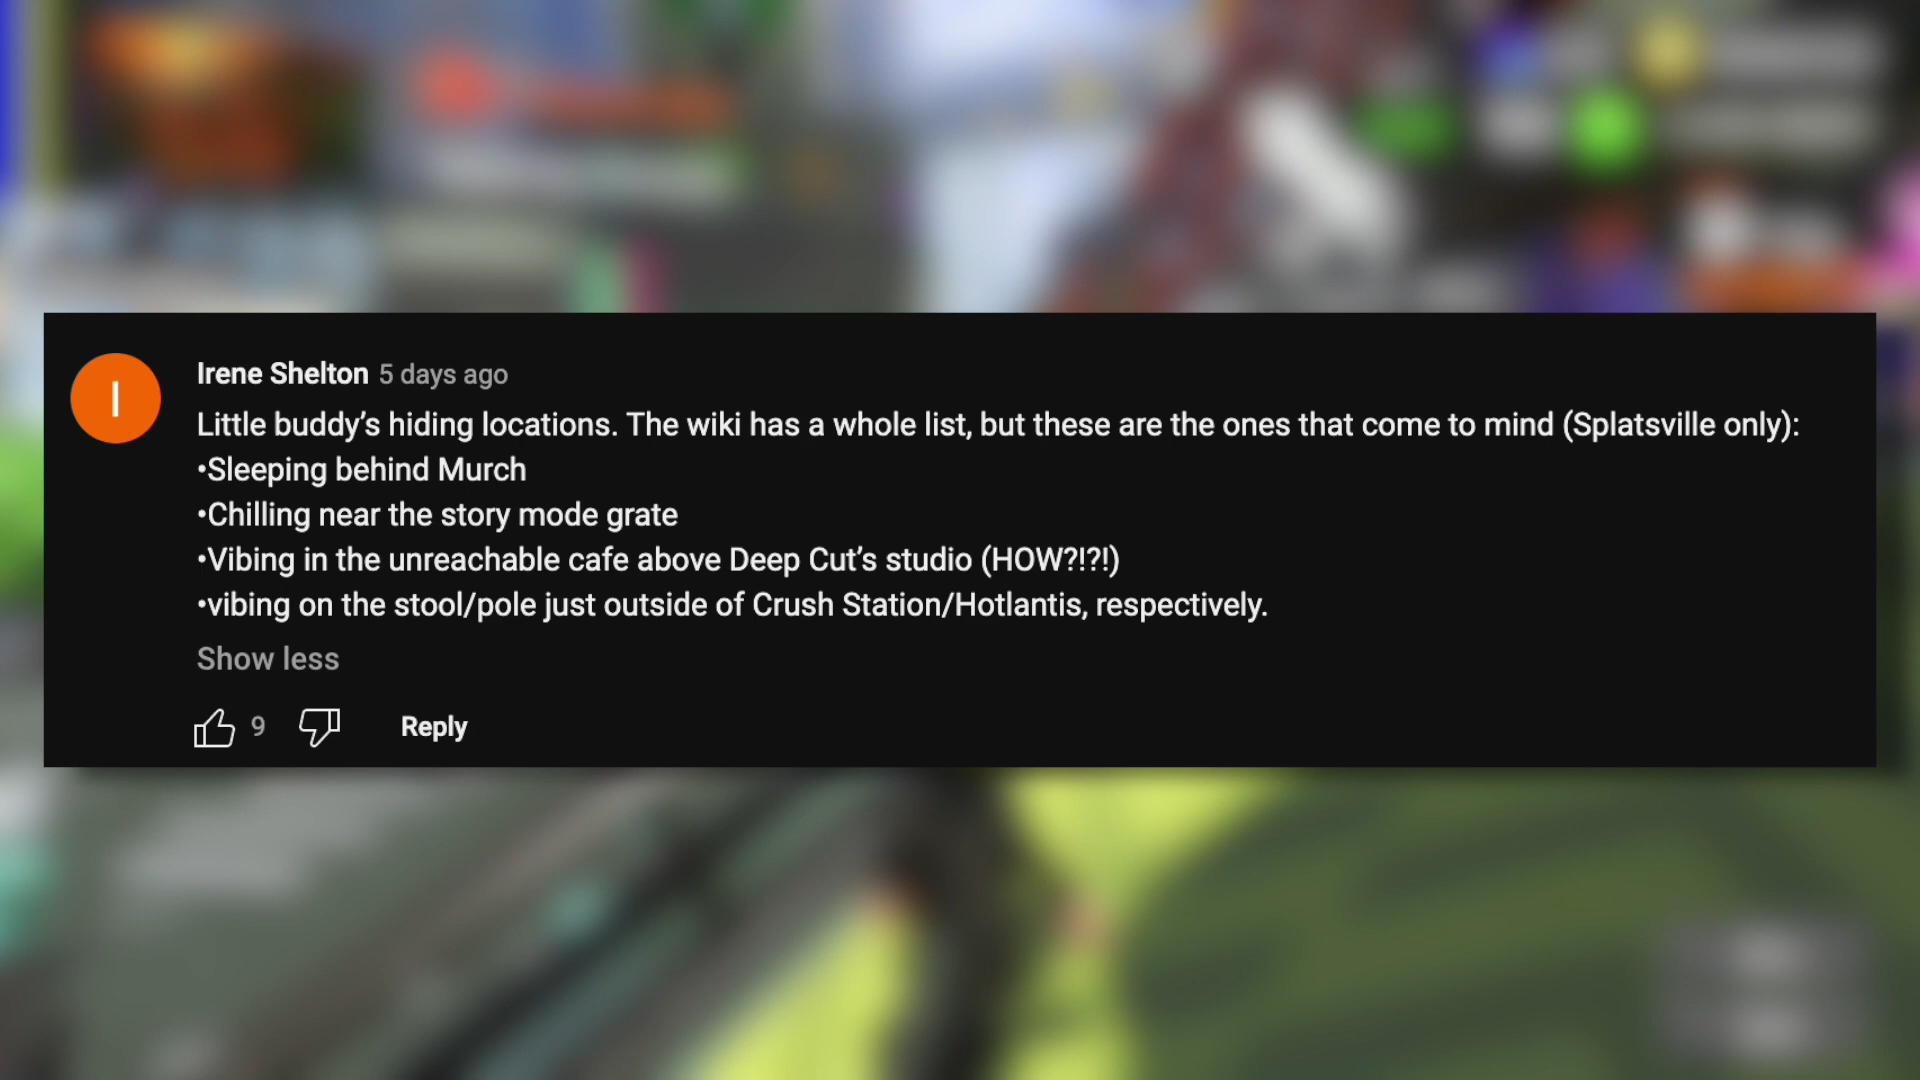 I
Irene Shelton 5 days ago
Little buddy’s hiding locations. The wiki has a whole list, but these are the ones that come to mind (Splatsville only):
•Sleeping behind Murch
•Chilling near the story mode grate
•Vibing in the unreachable cafe above Deep Cut’s studio (HOW?!?!)
•vibing on the stool/pole just outside of Crush Station/Hotlantis, respectively.
Show less
9 Reply